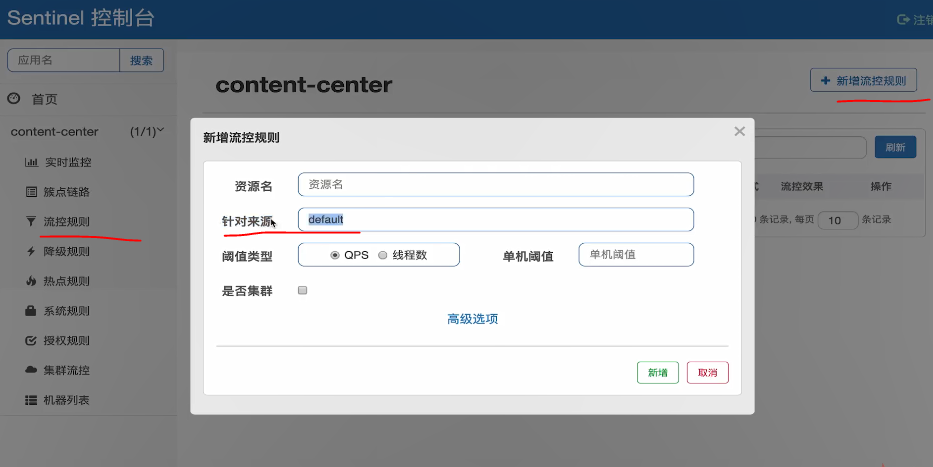 Sentinel 控制台
注销
应用名
搜索
首页
content-center (1/1)
实时监控
簇点链路
流控规则
降级规则
热点规则
系统规则
授权规则
集群流控
机器列表
content-center
新增流控规则
刷新
流控效果 操作
条记录, 每页 10 条记录
新增流控规则
资源名 资源名
针对来源 default
阈值类型 QPS 线程数 单机阈值 单机阈值
是否集群
高级选项
新增 取消